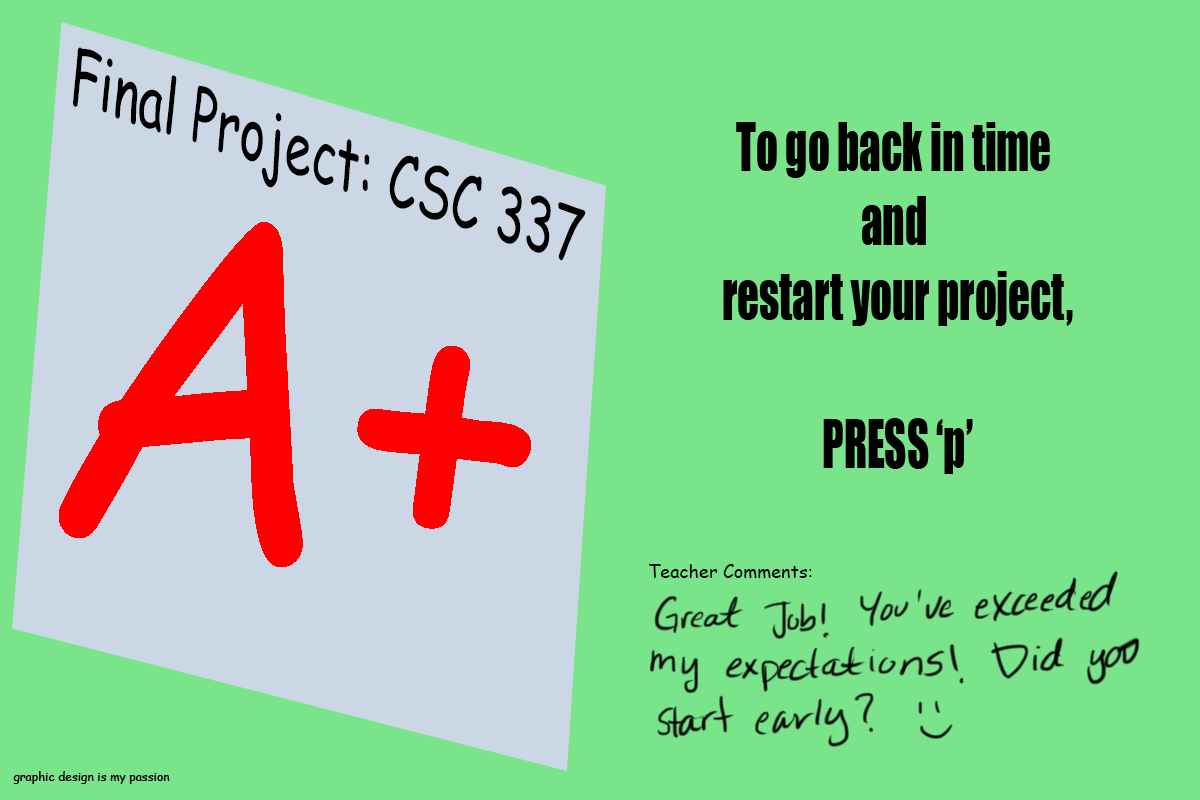 Final Project: CSC 337
A+
To go back in time
and
restart your project,
PRESS ‘p’
Teacher Comments:
Great Job! You've exceeded
my expectations! Did you
start early? :)
graphic design is my passion